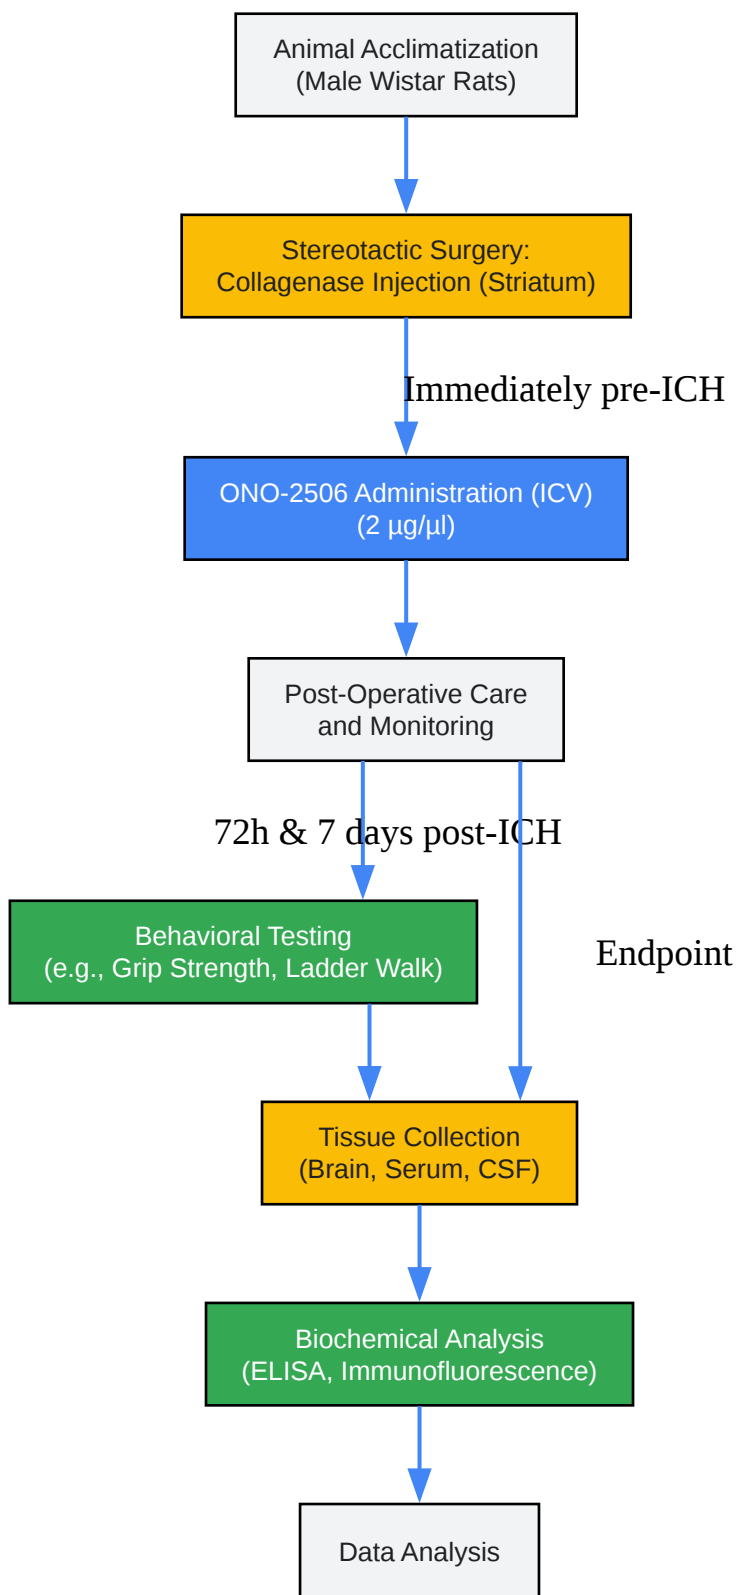 Animal Acclimatization
(Male Wistar Rats)
Stereotactic Surgery:
Collagenase Injection (Striatum)
Immediately pre-ICH
ONO-2506 Administration (ICV)
(2 µg/µl)
Post-Operative Care
and Monitoring
72h & 7 days post-ICH
Behavioral Testing
(e.g., Grip Strength, Ladder Walk)
Endpoint
Tissue Collection
(Brain, Serum, CSF)
Biochemical Analysis
(ELISA, Immunofluorescence)
Data Analysis